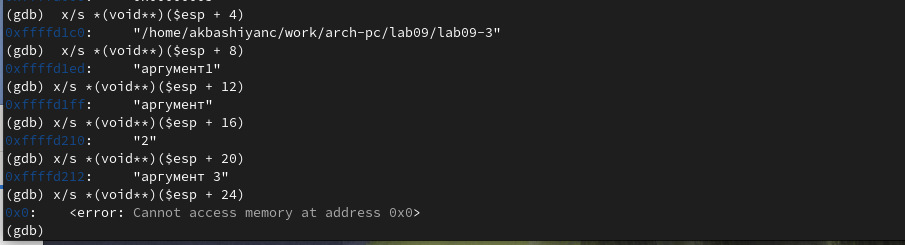 (gdb)  x/s *(void**)($esp + 4)
0xffffd1c0:     "/home/akbashiyanc/work/arch-pc/lab09/lab09-3"
(gdb)  x/s *(void**)($esp + 8)
0xffffd1ed:     "аргумент1"
(gdb) x/s *(void**)($esp + 12)
0xffffd1ff:     "аргумент"
(gdb) x/s *(void**)($esp + 16)
0xffffd210:     "2"
(gdb) x/s *(void**)($esp + 20)
0xffffd212:     "аргумент 3"
(gdb) x/s *(void**)($esp + 24)
0x0:    <error: Cannot access memory at address 0x0>
(gdb)